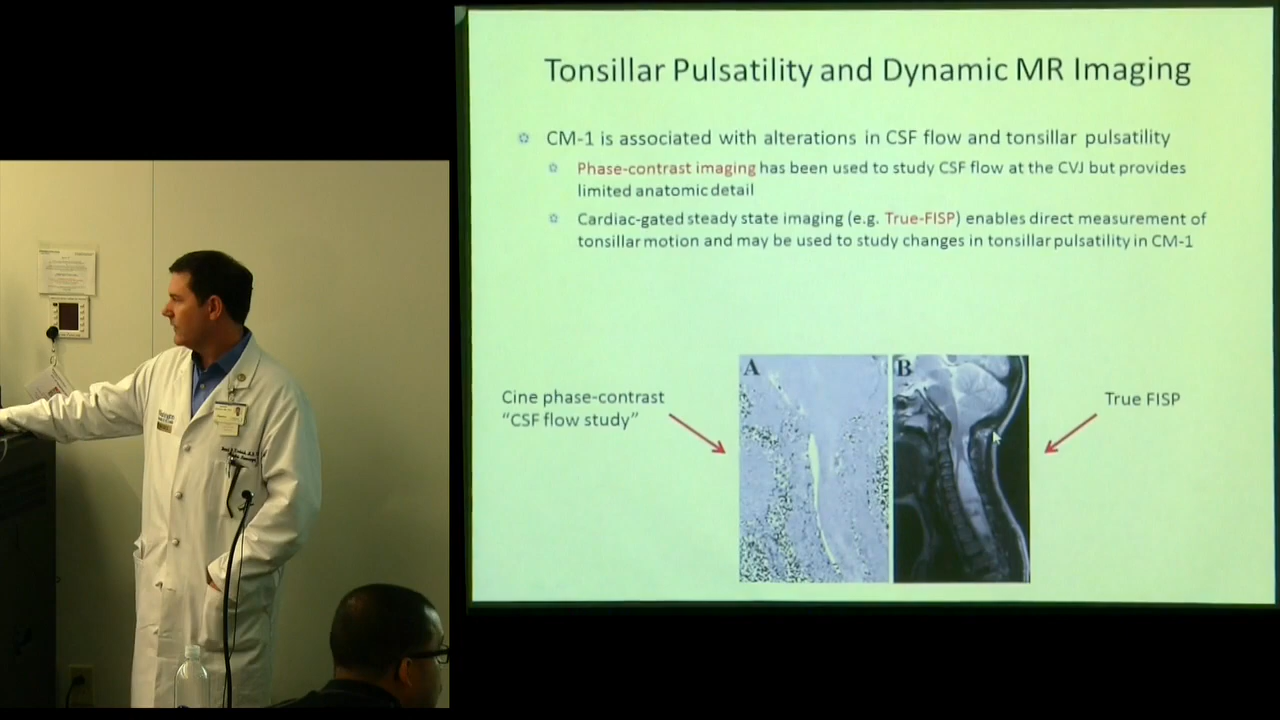 Tonsillar Pulsatility and Dynamic MR Imaging
CM-1 is associated with alterations in CSF flow and tonsillar pulsatility
Phase-contrast imaging has been used to study CSF flow at the CVJ but provides
limited anatomic detail
Cardiac-gated steady state imaging (e.g. True-FISP) enables direct measurement of
tonsillar motion and may be used to study changes in tonsillar pulsatility in CM-1
Cine phase-contrast
"CSF flow study"
A
B
True FISP